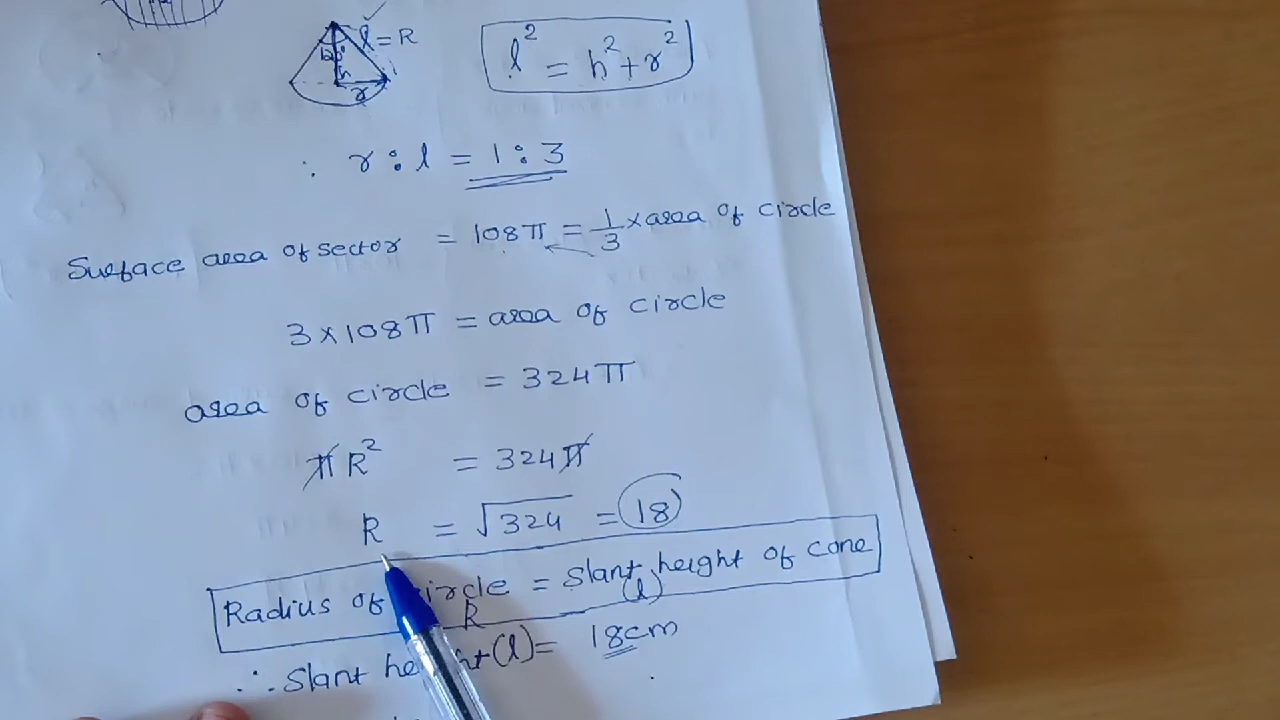 l = R
h
r
l² = h² + r²
∴ r : l = 1 : 3
Surface area of sector = 108π = 1/3 × area of circle
3 × 108π = area of circle
area of circle = 324π
πR² = 324π
R = √324 = 18
Radius of circle = Slant height of cone
R (l)
∴ Slant height (l) = 18cm